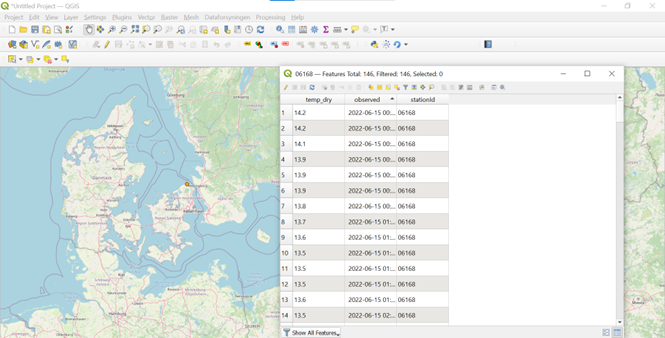 *Untitled Project — QGIS
Project Edit View Layer Settings Plugins Vector Raster Mesh Dataforsyningen Processing Help
06168 — Features Total: 146, Filtered: 146, Selected: 0
temp_dry observed stationId
1 14.2 2022-06-15 00:... 06168
2 14.2 2022-06-15 00:... 06168
3 14.1 2022-06-15 00:... 06168
4 13.9 2022-06-15 00:... 06168
5 13.9 2022-06-15 00:... 06168
6 13.9 2022-06-15 00:... 06168
7 13.8 2022-06-15 00:... 06168
8 13.7 2022-06-15 01:... 06168
9 13.6 2022-06-15 01:... 06168
10 13.5 2022-06-15 01:... 06168
11 13.5 2022-06-15 01:... 06168
12 13.5 2022-06-15 01:... 06168
13 13.6 2022-06-15 01:... 06168
14 13.5 2022-06-15 02:... 06168
Show All Features